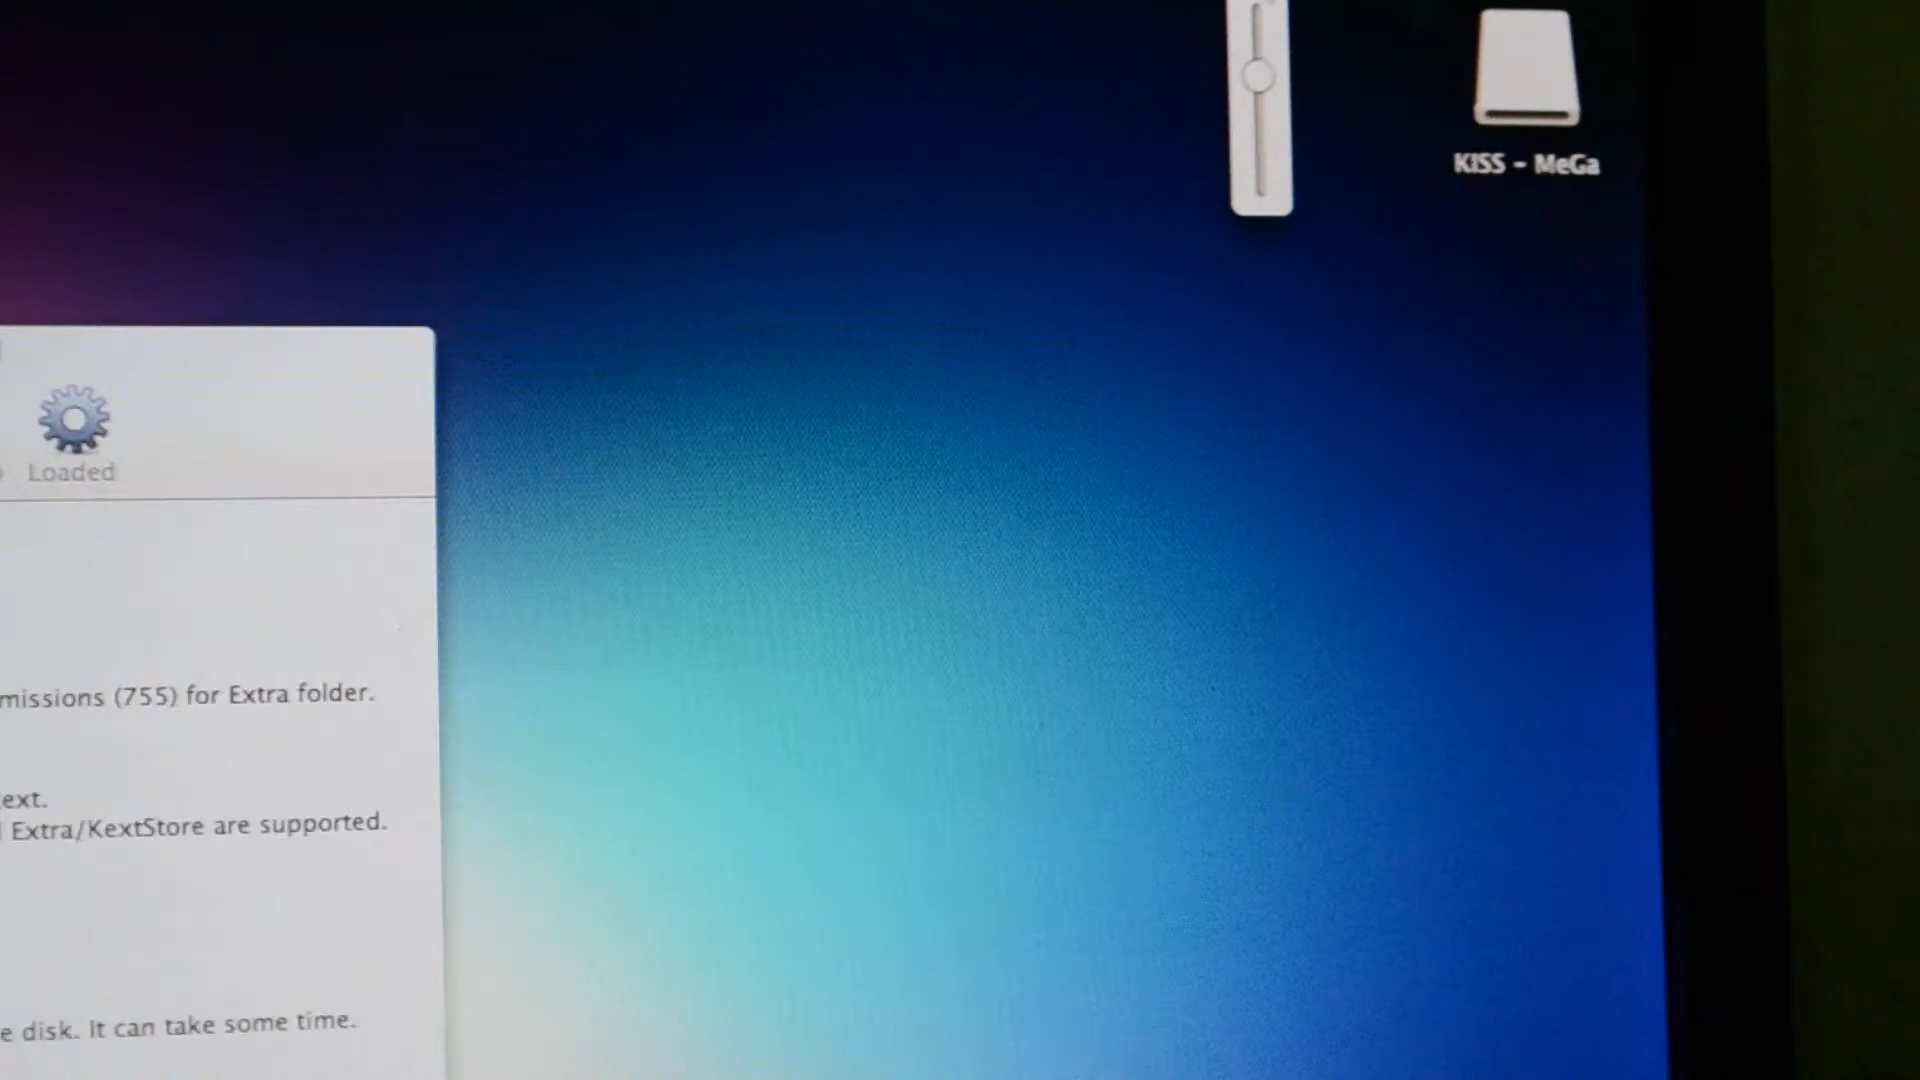 KISS - MeGa
Loaded
missions (755) for Extra folder.
ext.
Extra/KextStore are supported.
e disk. It can take some time.